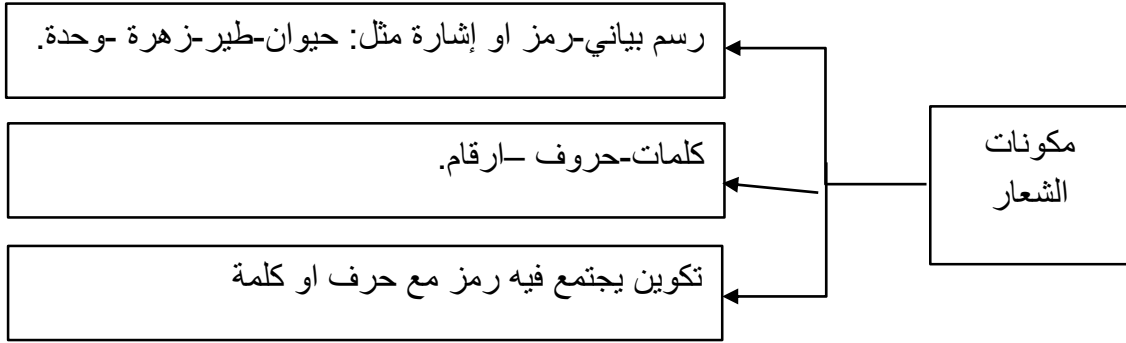 مكونات
الشعار
رسم بياني-رمز او إشارة مثل: حيوان-طير-زهرة -وحدة.
كلمات-حروف –ارقام.
تكوين يجتمع فيه رمز مع حرف او كلمة